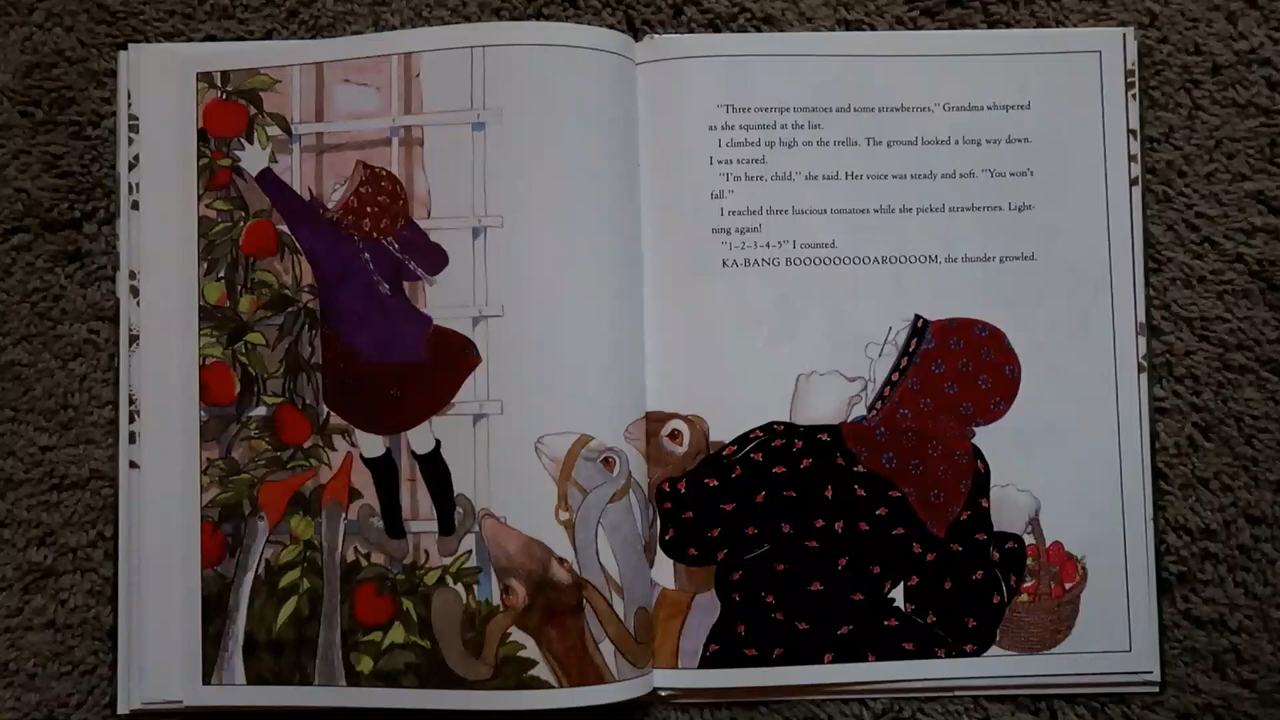 "Three overripe tomatoes and some strawberries," Grandma whispered
as she squinted at the list.
I climbed up high on the trellis. The ground looked a long way down.
I was scared.
"I'm here, child," she said. Her voice was steady and soft. "You won't
fall."
I reached three luscious tomatoes while she picked strawberries. Light-
ning again!
"1–2–3–4–5" I counted.
KA-BANG BOOOOOOOOAROOOOM, the thunder growled.